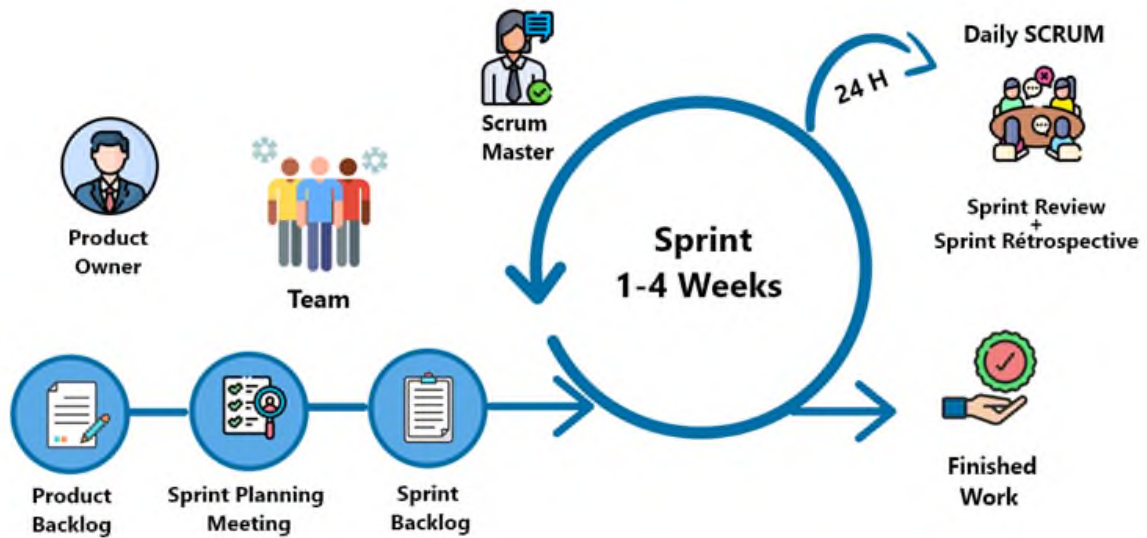 Daily SCRUM
24 H
Scrum
Master
Product
Owner
Team
Sprint
1-4 Weeks
Sprint Review
+
Sprint Rétrospective
Product
Backlog
Sprint Planning
Meeting
Sprint
Backlog
Finished
Work